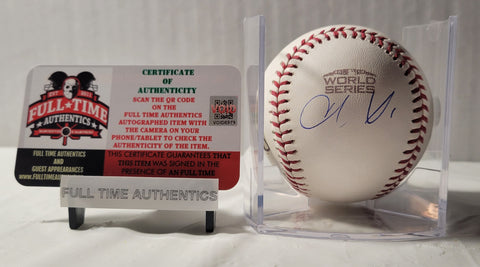 FULL★TIME
AUTHENTICS
FULL TIME AUTHENTICS
AND
GUEST APPEARANCES
CERTIFICATE
OF
AUTHENTICITY
SCAN THE QR CODE
ON THE FULL TIME AUTHENTICS
AUTOGRAPHED ITEM WITH
THE CAMERA ON YOUR
PHONE/TABLET TO CHECK THE
AUTHENTICITY OF THE ITEM.
THIS CERTIFICATE GUARANTEES THAT
THIS ITEM WAS SIGNED IN THE
PRESENCE OF AN FULL TIME
FULL TIME AUTHENTICS
WORLD
SERIES